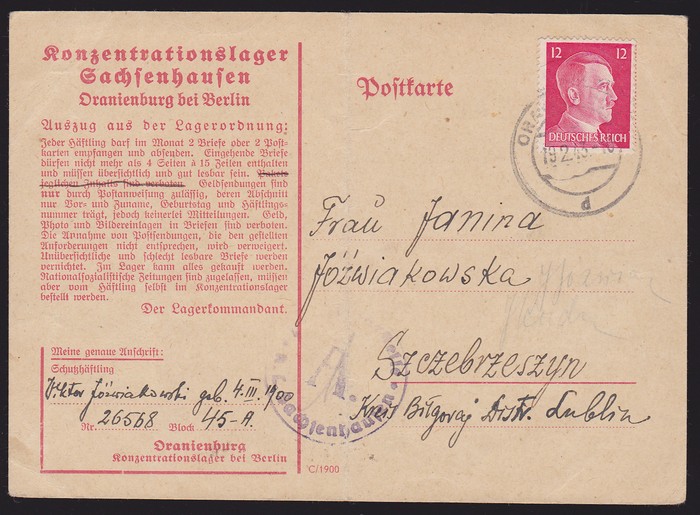 Konzentrationslager
Sachsenhausen
Oranienburg bei Berlin
Auszug aus der Lagerordnung:
Jeder Häftling darf im Monat 2 Briefe oder 2 Post-
karten empfangen und absenden. Eingehende Briefe
dürfen nicht mehr als 4 Seiten à 15 Zeilen enthalten
und müssen übersichtlich und gut lesbar sein. Pakete
jeglichen Inhalts sind verboten. Geldsendungen sind
nur durch Postanweisung zulässig, deren Abschnitt
nur Vor- und Zuname, Geburtstag und Häftlings-
nummer trägt, jedoch keinerlei Mitteilungen. Geld,
Photo und Bildereinlagen in Briefen sind verboten.
Die Annahme von Postsendungen, die den gestellten
Anforderungen nicht entsprechen, wird verweigert.
Unübersichtliche und schlecht lesbare Briefe werden
vernichtet. Im Lager kann alles gekauft werden.
Nationalsozialistische Zeitungen sind zugelassen, müssen
aber vom Häftling selbst im Konzentrationslager
bestellt werden.
Der Lagerkommandant.
Meine genaue Anschrift:
Schutzhäftling
Wiktor Jóźwiakowski geb. 4.III.1900
Nr. 26568 Block 45-A.
Oranienburg
Konzentrationslager bei Berlin
Postkarte
12 12
DEUTSCHES REICH
19.2.43
d
Frau Janina
Jóźwiakowska
Szczebrzeszyn
Kreis Biłgoraj Distr. Lublin
Sachsenhausen
C/1900